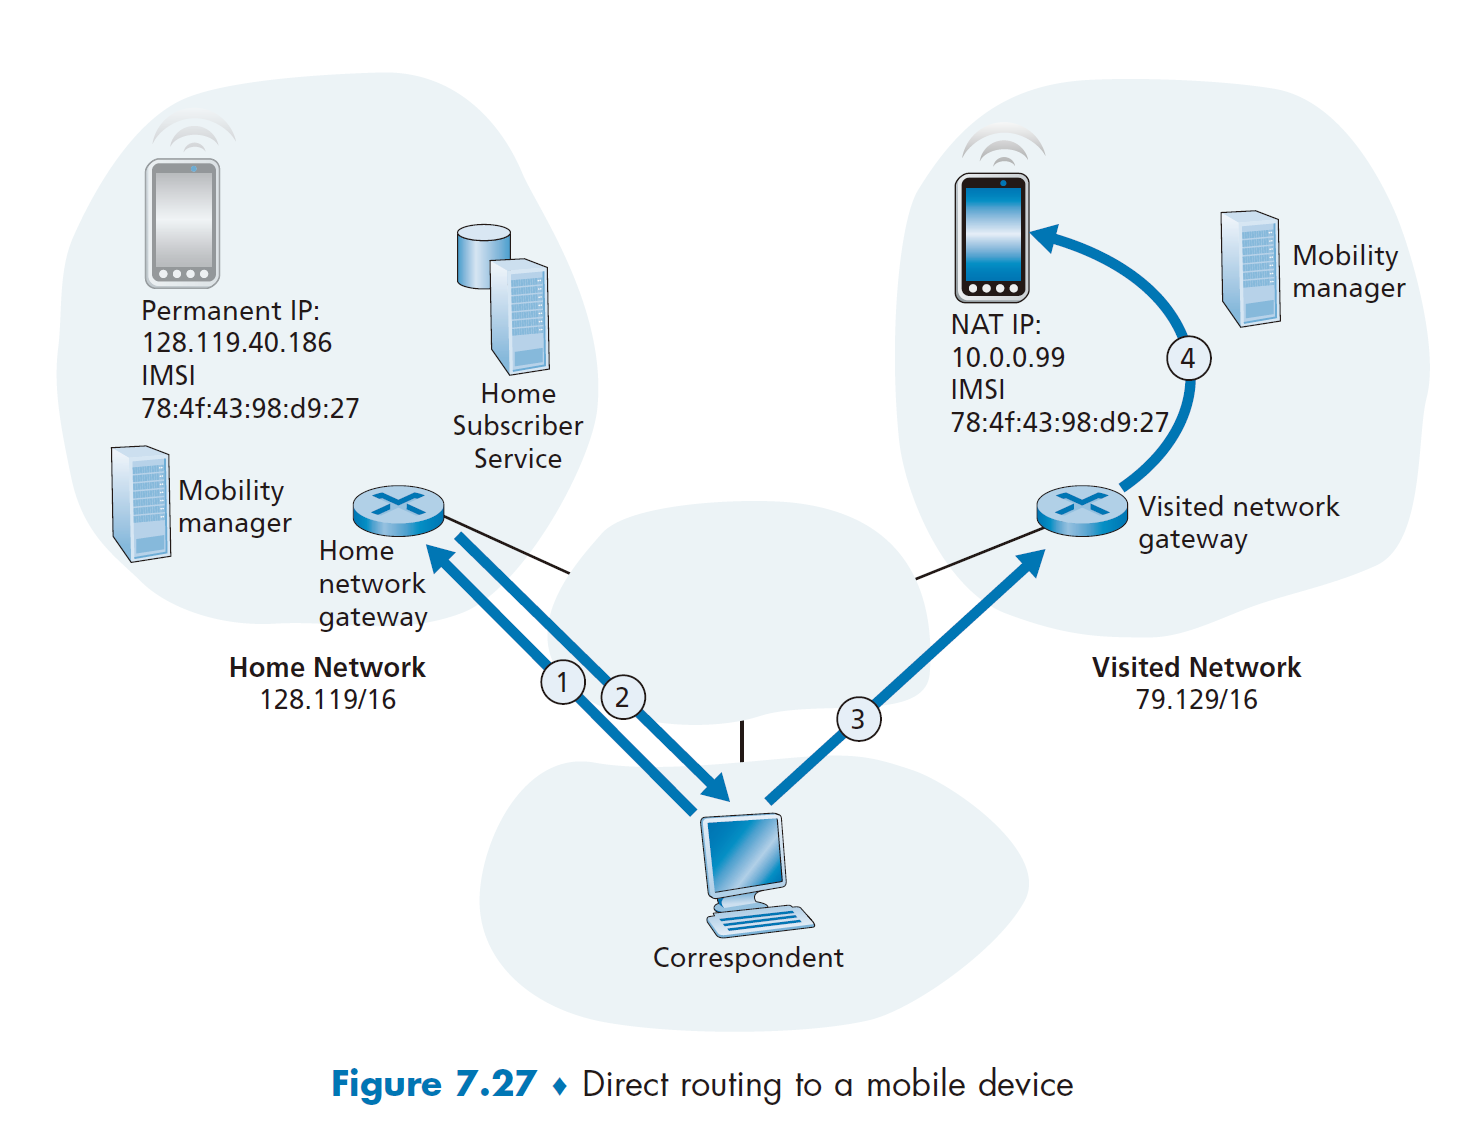 Permanent IP:
128.119.40.186
IMSI
78:4f:43:98:d9:27
Home
Subscriber
Service
Mobility
manager
Home
network
gateway
Home Network
128.119/16
NAT IP:
10.0.0.99
IMSI
78:4f:43:98:d9:27
Mobility
manager
4
Visited network
gateway
Visited Network
79.129/16
1
2
3
Correspondent
Figure 7.27 ♦ Direct routing to a mobile device